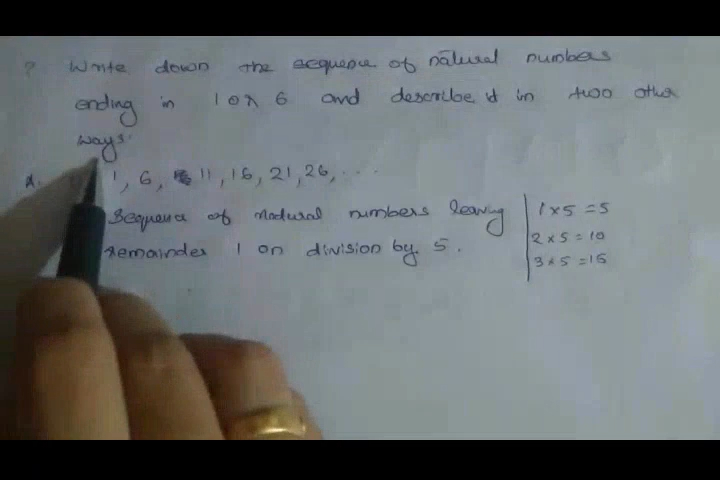 ? Write down the sequence of natural numbers
ending in 1 or 6 and describe it in two other
ways.
A. 1, 6, 11, 16, 21, 26, ...
Sequence of natural numbers leaving
remainder 1 on division by 5.
1 x 5 = 5
2 x 5 = 10
3 x 5 = 15